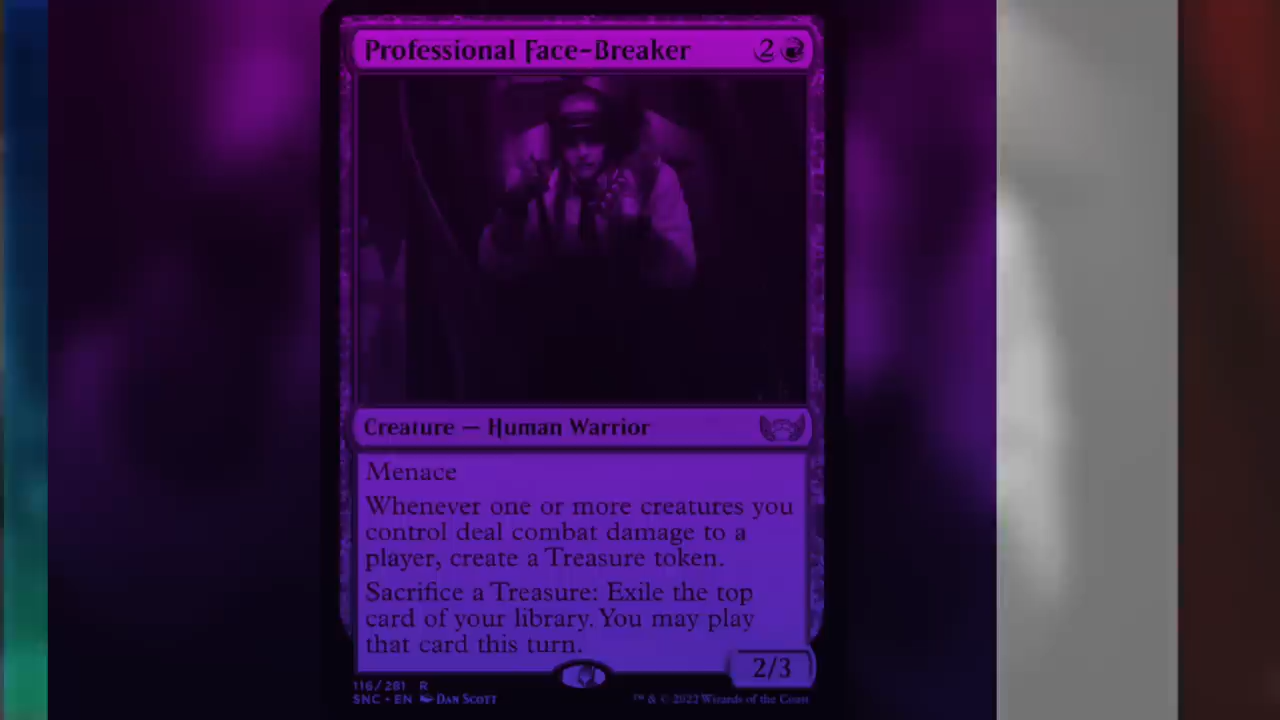 Professional Face-Breaker 2
Creature — Human Warrior
Menace
Whenever one or more creatures you
control deal combat damage to a
player, create a Treasure token.
Sacrifice a Treasure: Exile the top
card of your library. You may play
that card this turn.
2/3
116/281 R
SNC • EN Dan Scott
™ & © 2022 Wizards of the Coast